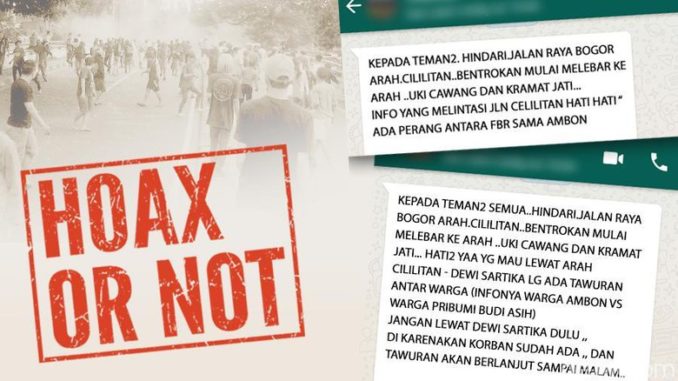 HOAX
OR NOT
KEPADA TEMAN2. HINDARI.JALAN RAYA BOGOR
ARAH.CILILITAN..BENTROKAN MULAI MELEBAR KE
ARAH ..UKI CAWANG DAN KRAMAT JATI...
INFO YANG MELINTASI JLN CELILITAN HATI HATI “
ADA PERANG ANTARA FBR SAMA AMBON
KEPADA TEMAN2 SEMUA..HINDARI.JALAN RAYA
BOGOR ARAH.CILILITAN..BENTROKAN MULAI
MELEBAR KE ARAH ..UKI CAWANG DAN KRAMAT
JATI... HATI2 YAA YG MAU LEWAT ARAH
CILILITAN - DEWI SARTIKA LG ADA TAWURAN
ANTAR WARGA (INFONYA WARGA AMBON VS
WARGA PRIBUMI BUDI ASIH)
JANGAN LEWAT DEWI SARTIKA DULU ,,
DI KARENAKAN KORBAN SUDAH ADA ,, DAN
TAWURAN AKAN BERLANJUT SAMPAI MALAM..